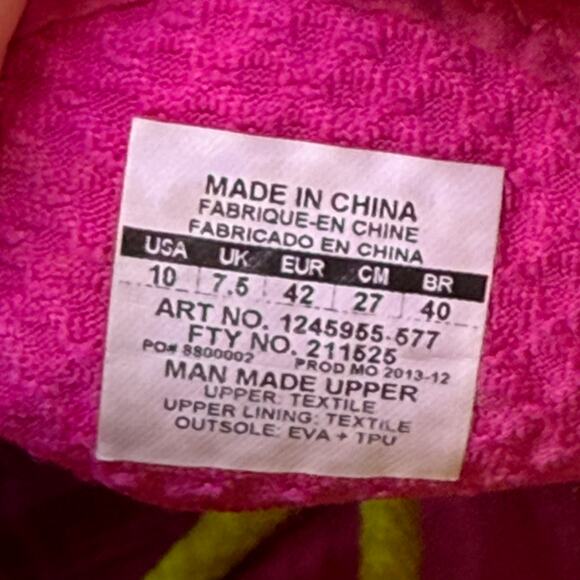 MADE IN CHINA
FABRIQUE-EN CHINE
FABRICADO EN CHINA
USA UK EUR CM BR
10 7.5 42 27 40
ART NO. 1245955-577
FTY NO. 211525
PO# 8800002 PROD MO 2013-12
MAN MADE UPPER
UPPER: TEXTILE
UPPER LINING: TEXTILE
OUTSOLE: EVA + TPU